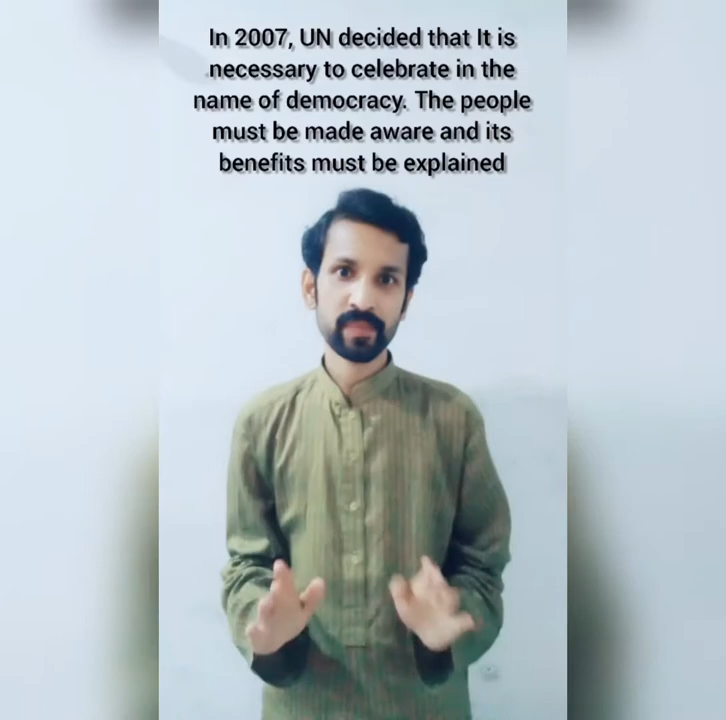 In 2007, UN decided that It is
necessary to celebrate in the
name of democracy. The people
must be made aware and its
benefits must be explained